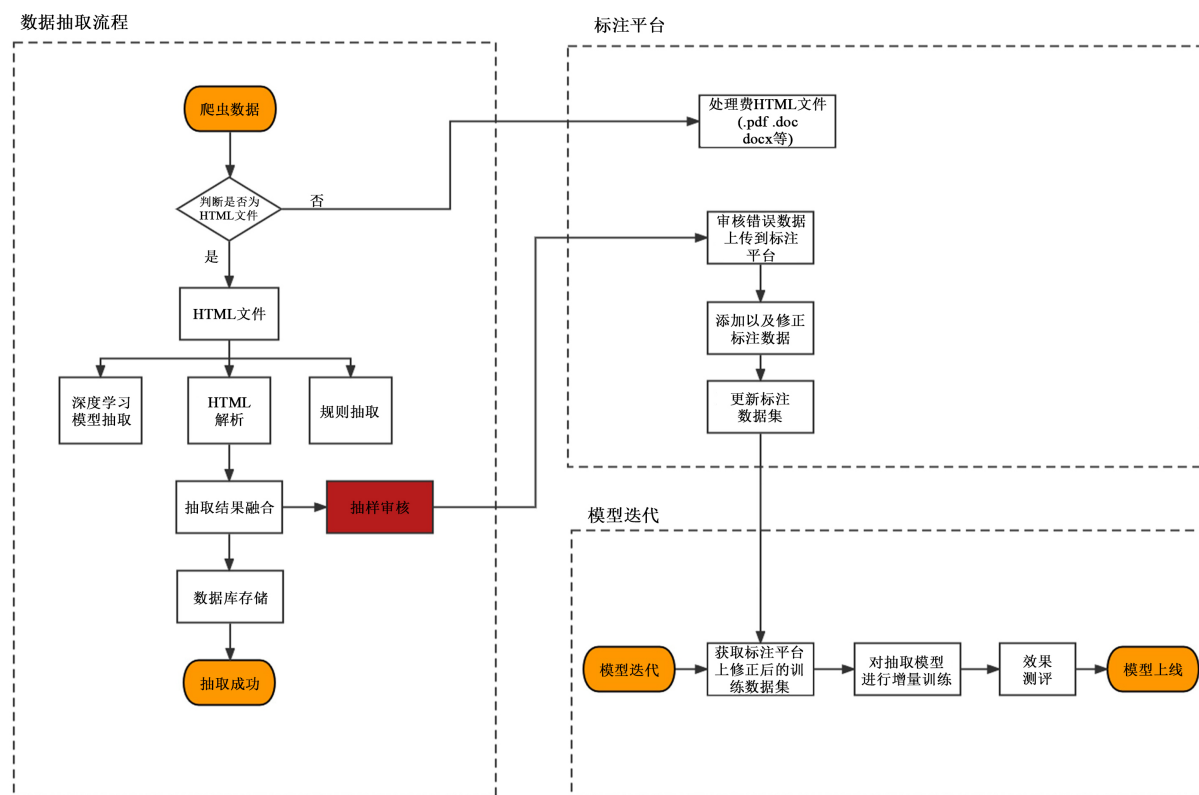 数据抽取流程
爬虫数据
判断是否为
HTML文件
否
是
HTML文件
深度学习
模型抽取
HTML
解析
规则抽取
抽取结果融合
抽样审核
数据库存储
抽取成功
标注平台
处理费HTML文件
(.pdf .doc
docx等)
审核错误数据
上传到标注
平台
添加以及修正
标注数据
更新标注
数据集
模型迭代
模型迭代
获取标注平台
上修正后的训
练数据集
对抽取模型
进行增量训练
效果
测评
模型上线